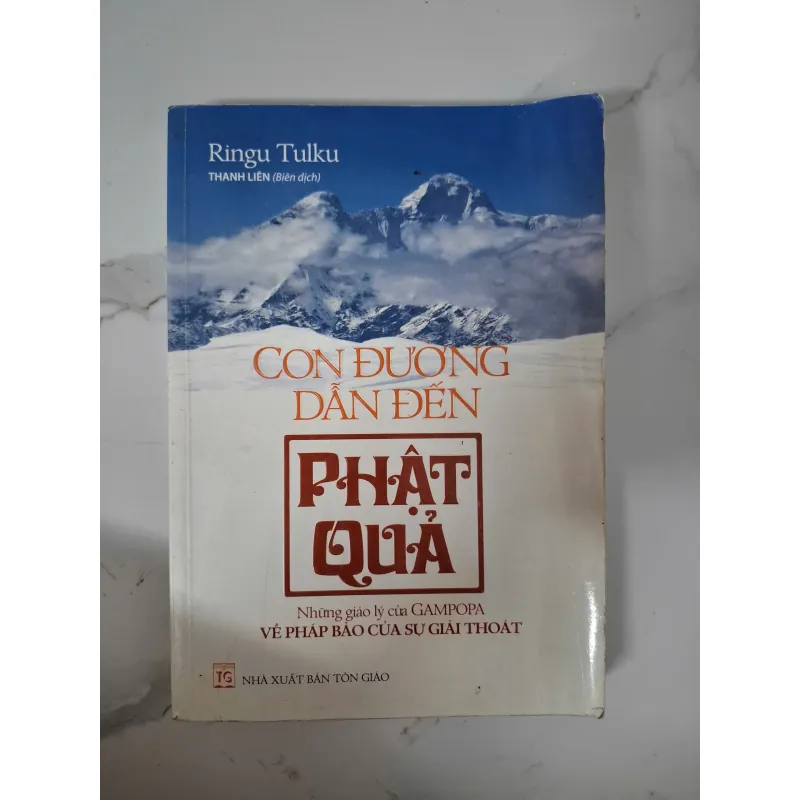 Ringu Tulku
THANH LIÊN (Biên dịch)
CON ĐƯỜNG
DẪN ĐẾN
PHẬT
QUẢ
Những giáo lý của GAMPOPA
VỀ PHÁP BẢO CỦA SỰ GIẢI THOÁT
TG NHÀ XUẤT BẢN TÔN GIÁO